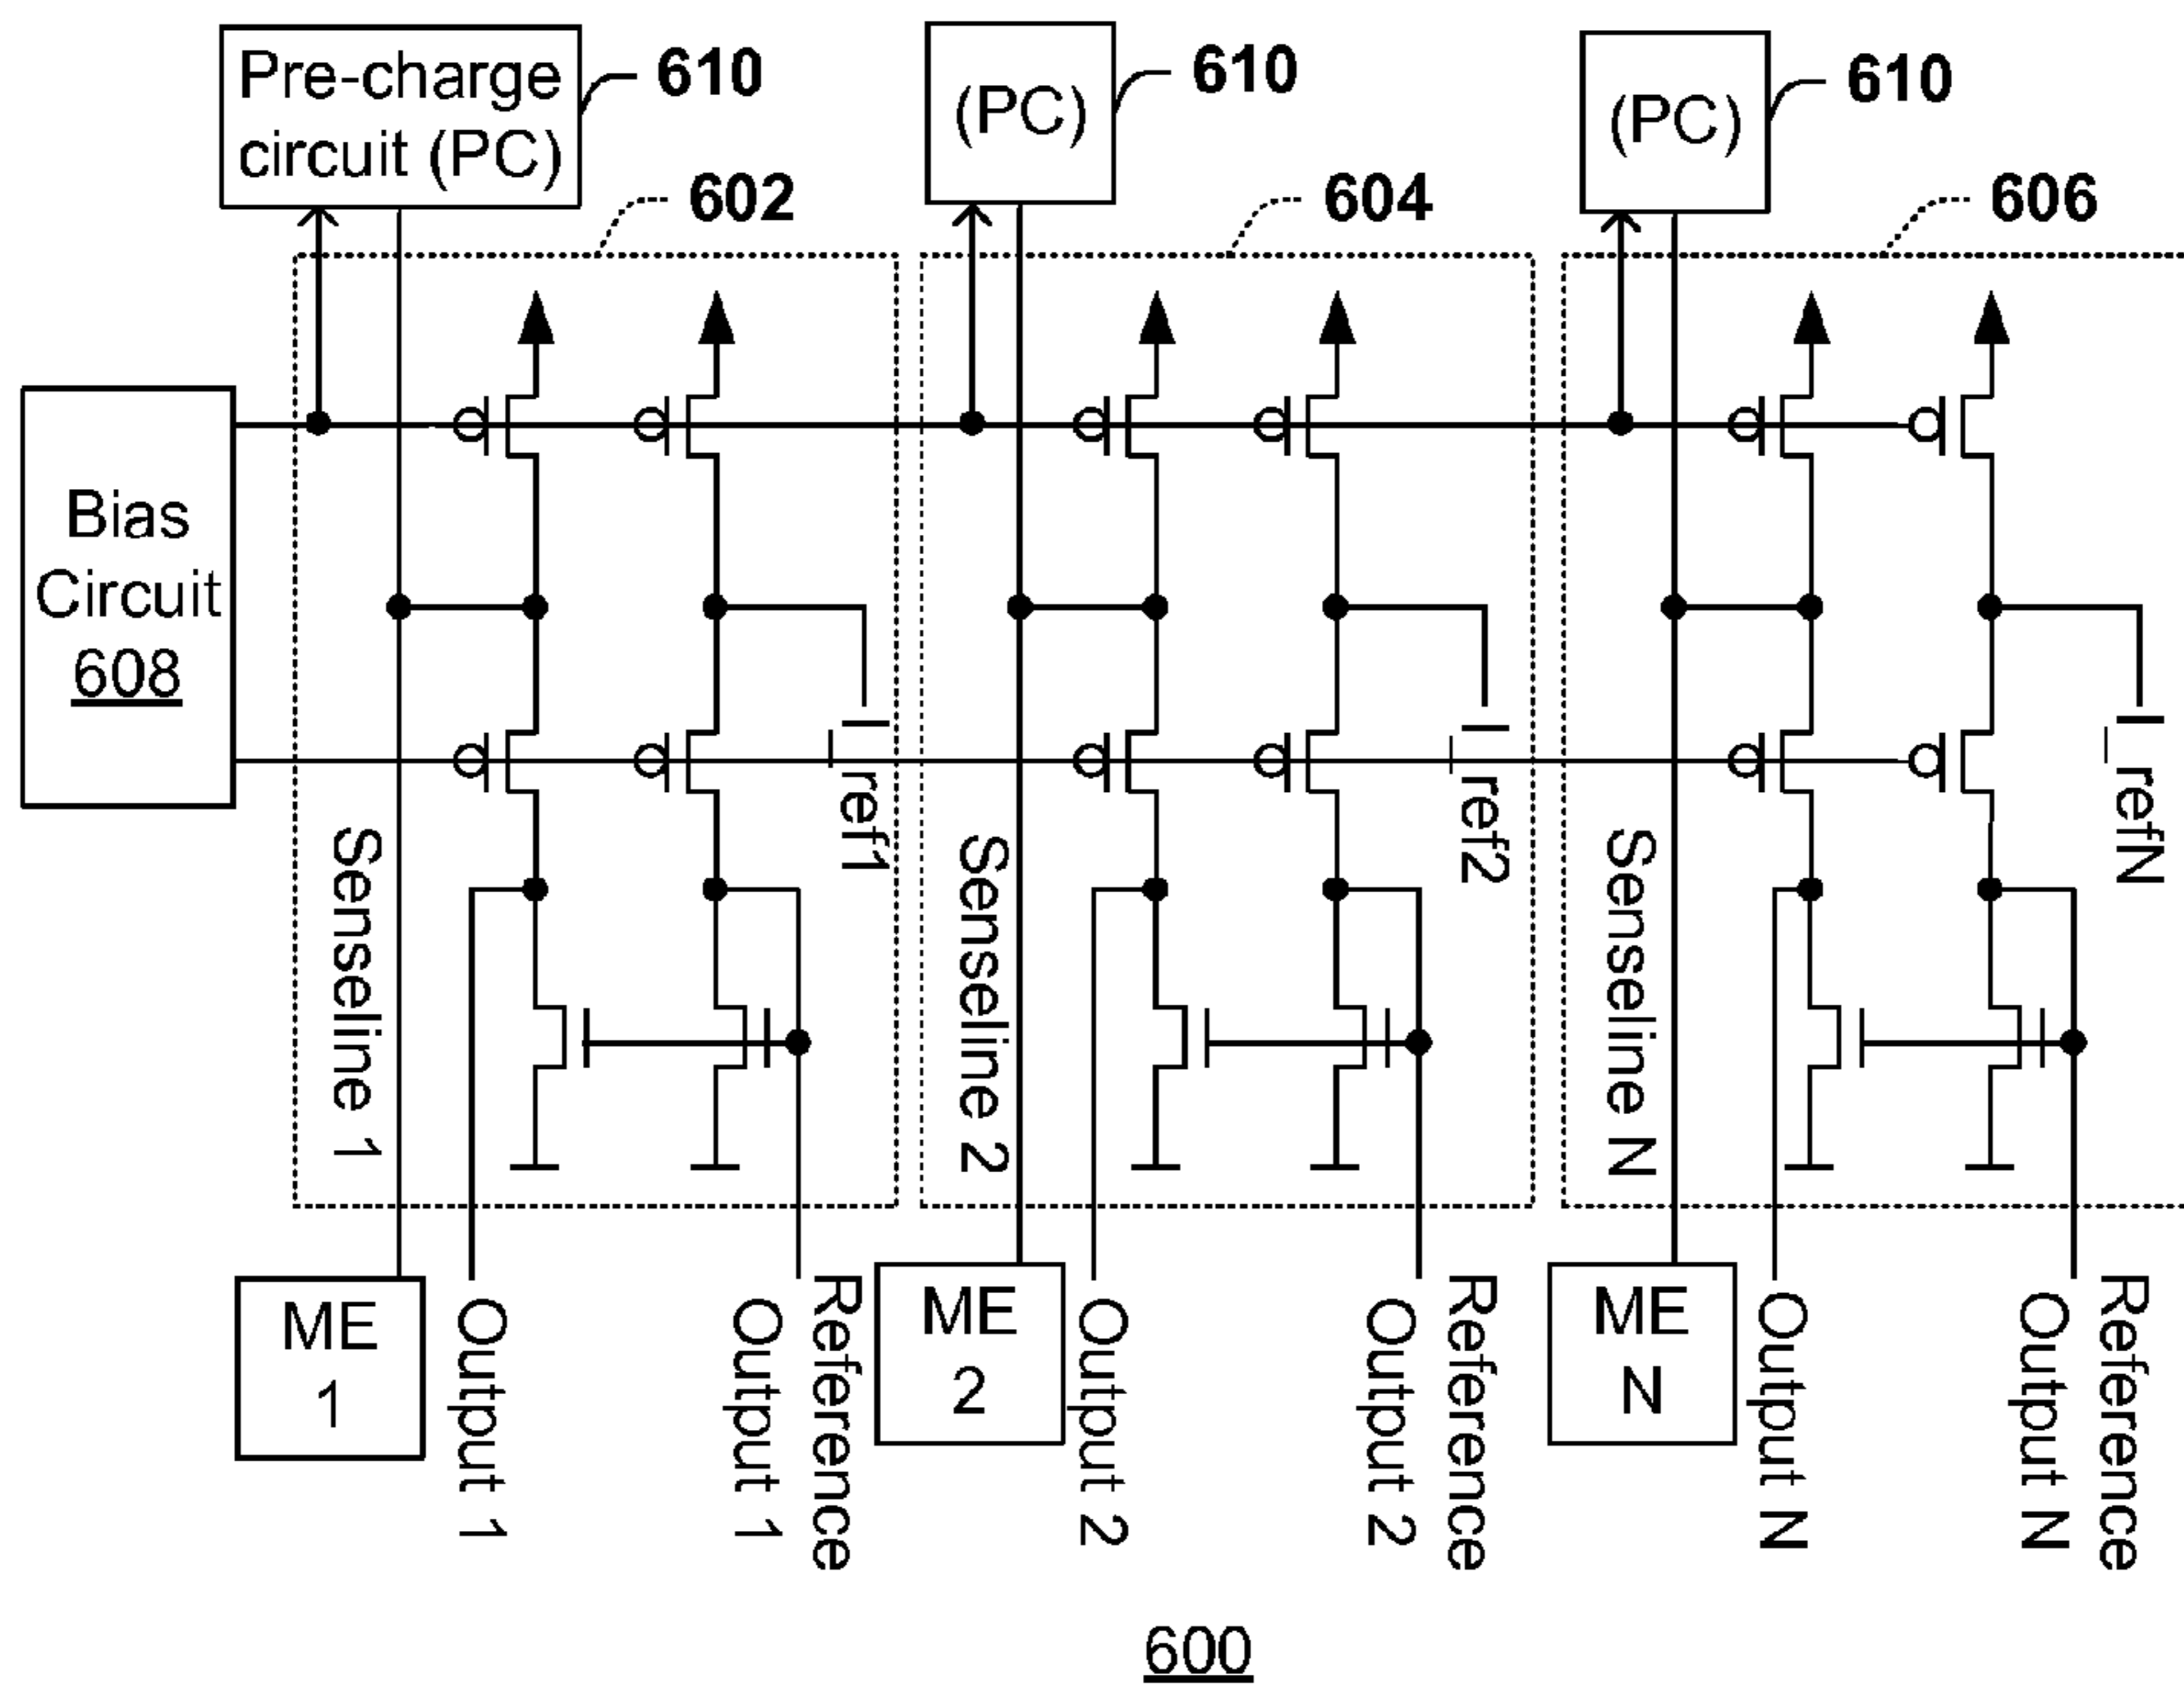 Pre-charge
circuit (PC)
610
(PC)
610
(PC)
610
602
604
606
Bias
Circuit
608
I_ref1
I_ref2
I_refN
Senseline 1
Senseline 2
Senseline N
ME
1
Output 1
Reference
Output 1
ME
2
Output 2
Reference
Output 2
ME
N
Output N
Reference
Output N
600